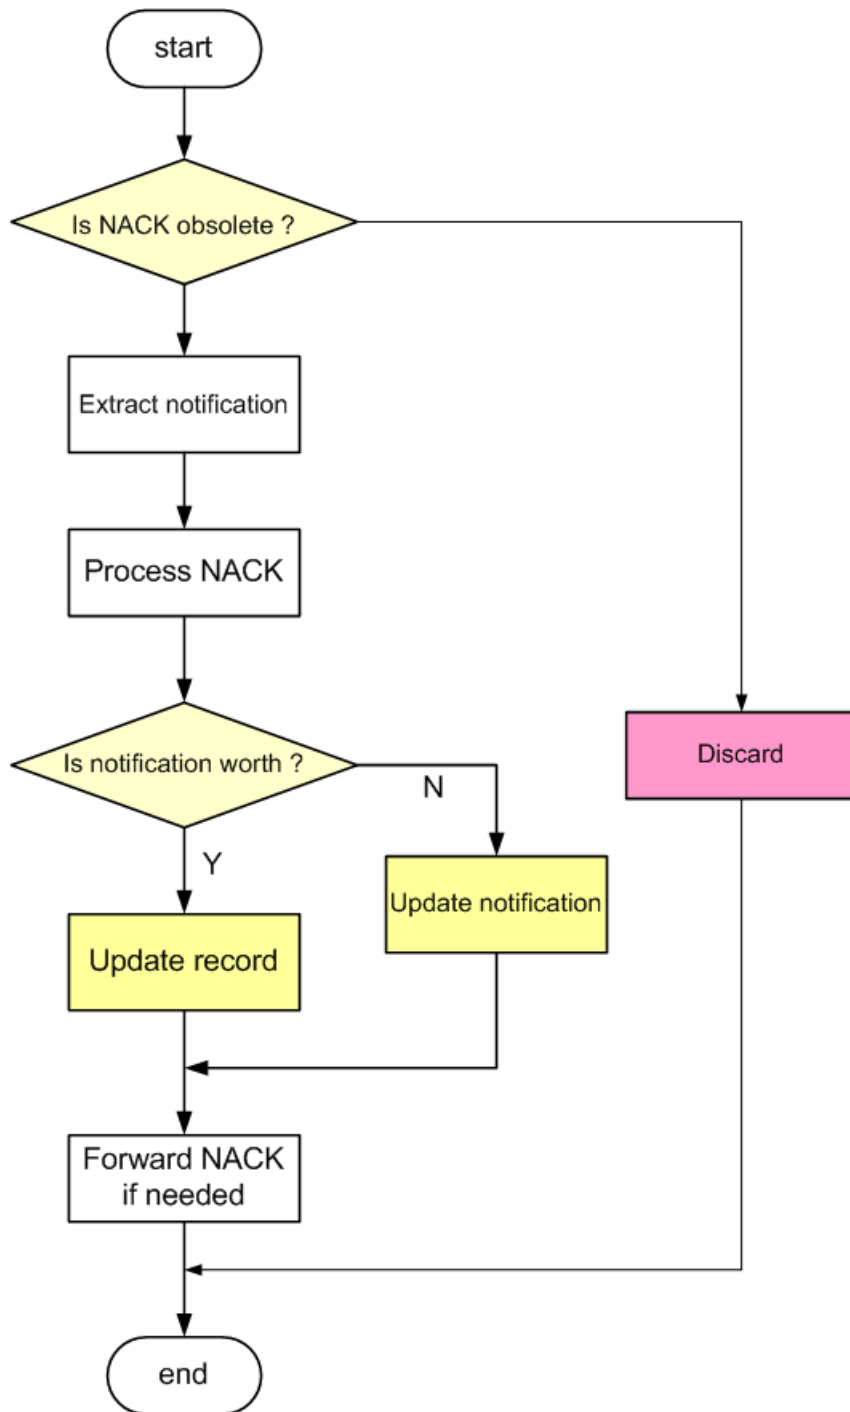 start
Is NACK obsolete ?
Extract notification
Process NACK
Is notification worth ?
N
Y
Discard
Update notification
Update record
Forward NACK
if needed
end